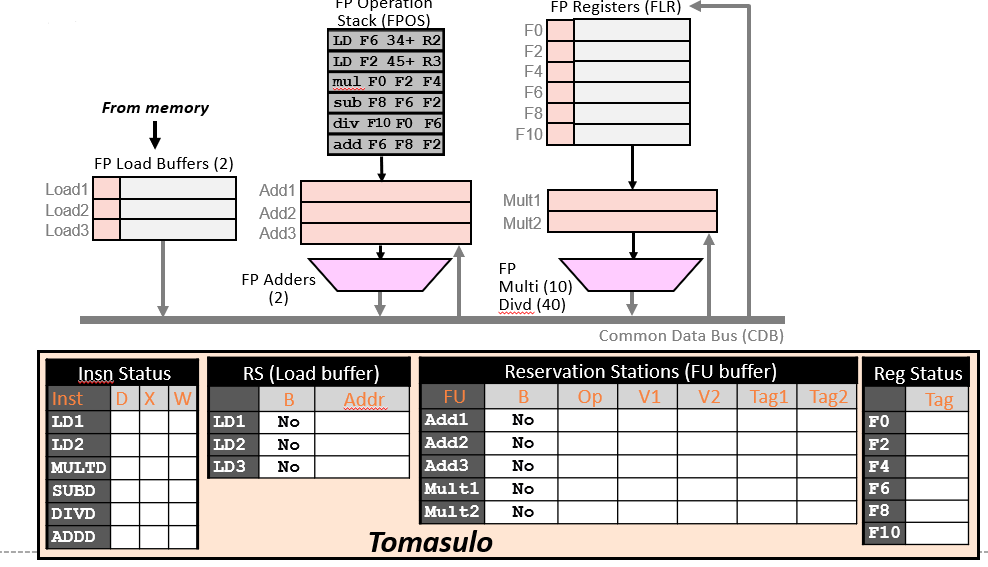 FP Operation
Stack (FPOS)
FP Registers (FLR)
LD F6 34+ R2
LD F2 45+ R3
mul F0 F2 F4
sub F8 F6 F2
div F10 F0 F6
add F6 F8 F2
F0
F2
F4
F6
F8
F10
From memory
FP Load Buffers (2)
Load1
Load2
Load3
Add1
Add2
Add3
Mult1
Mult2
FP Adders
(2)
FP
Multi (10)
Divd (40)
Common Data Bus (CDB)
Insn Status
Inst D X W
LD1
LD2
MULTD
SUBD
DIVD
ADDD
RS (Load buffer)
B Addr
LD1 No
LD2 No
LD3 No
Reservation Stations (FU buffer)
FU B Op V1 V2 Tag1 Tag2
Add1 No
Add2 No
Add3 No
Mult1 No
Mult2 No
Reg Status
Tag
F0
F2
F4
F6
F8
F10
Tomasulo